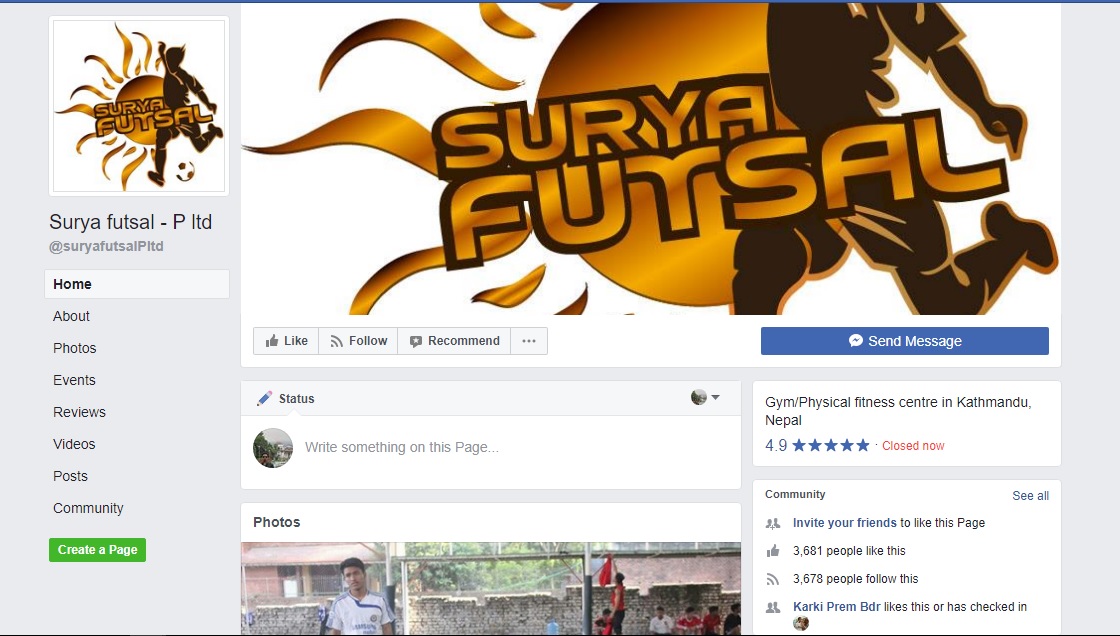 SURYA
FUTSAL
Surya futsal - P ltd
@suryafutsalPltd
Home
About
Photos
Events
Reviews
Videos
Posts
Community
Create a Page
SURYA
FUTSAL
Like
Follow
Recommend
Send Message
Status
Write something on this Page...
Photos
SAMSUNG
Gym/Physical fitness centre in Kathmandu,
Nepal
4.9 ★★★★★ · Closed now
Community
See all
Invite your friends to like this Page
3,681 people like this
3,678 people follow this
Karki Prem Bdr likes this or has checked in